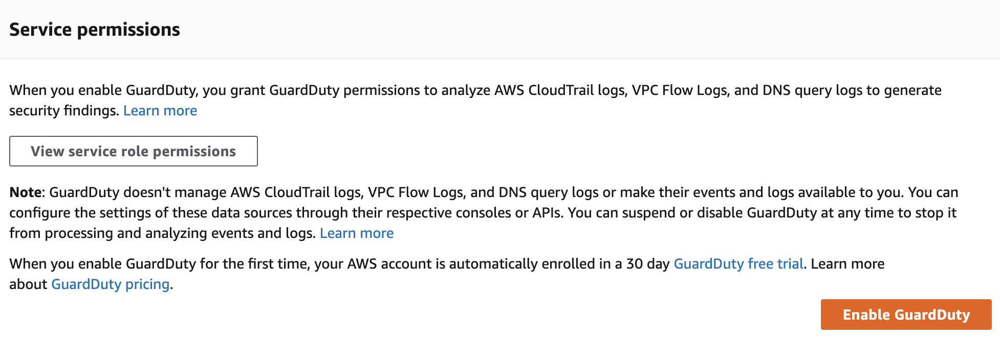 Service permissions
When you enable GuardDuty, you grant GuardDuty permissions to analyze AWS CloudTrail logs, VPC Flow Logs, and DNS query logs to generate
security findings. Learn more
View service role permissions
Note: GuardDuty doesn't manage AWS CloudTrail logs, VPC Flow Logs, and DNS query logs or make their events and logs available to you. You can
configure the settings of these data sources through their respective consoles or APIs. You can suspend or disable GuardDuty at any time to stop it
from processing and analyzing events and logs. Learn more
When you enable GuardDuty for the first time, your AWS account is automatically enrolled in a 30 day GuardDuty free trial. Learn more
about GuardDuty pricing.
Enable GuardDuty